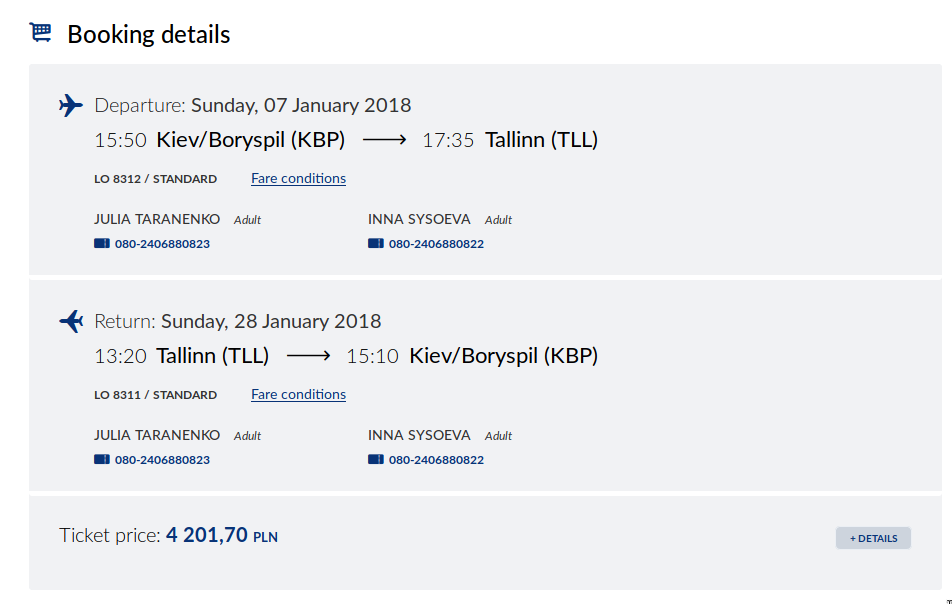 Booking details
Departure: Sunday, 07 January 2018
15:50 Kiev/Boryspil (KBP) ⟶ 17:35 Tallinn (TLL)
LO 8312 / STANDARD Fare conditions
JULIA TARANENKO Adult INNA SYSOEVA Adult
080-2406880823 080-2406880822
Return: Sunday, 28 January 2018
13:20 Tallinn (TLL) ⟶ 15:10 Kiev/Boryspil (KBP)
LO 8311 / STANDARD Fare conditions
JULIA TARANENKO Adult INNA SYSOEVA Adult
080-2406880823 080-2406880822
Ticket price: 4 201,70 PLN
+ DETAILS